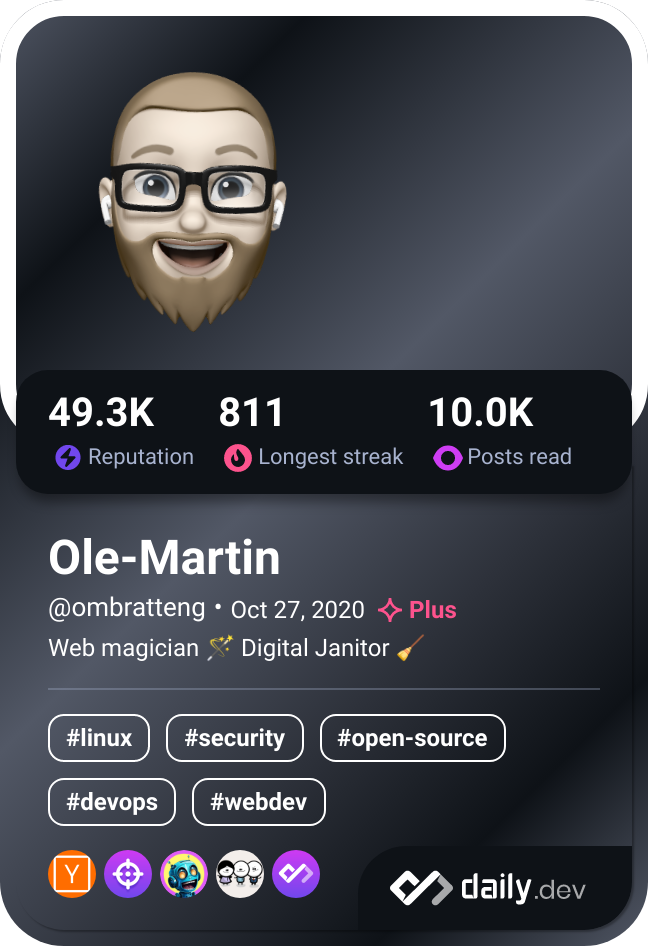 49.3K 811 10.0K
Reputation Longest streak Posts read
Ole-Martin
@ombratteng • Oct 27, 2020 Plus
Web magician 🪄 Digital Janitor 🧹
#linux #security #open-source
#devops #webdev
Y
daily.dev